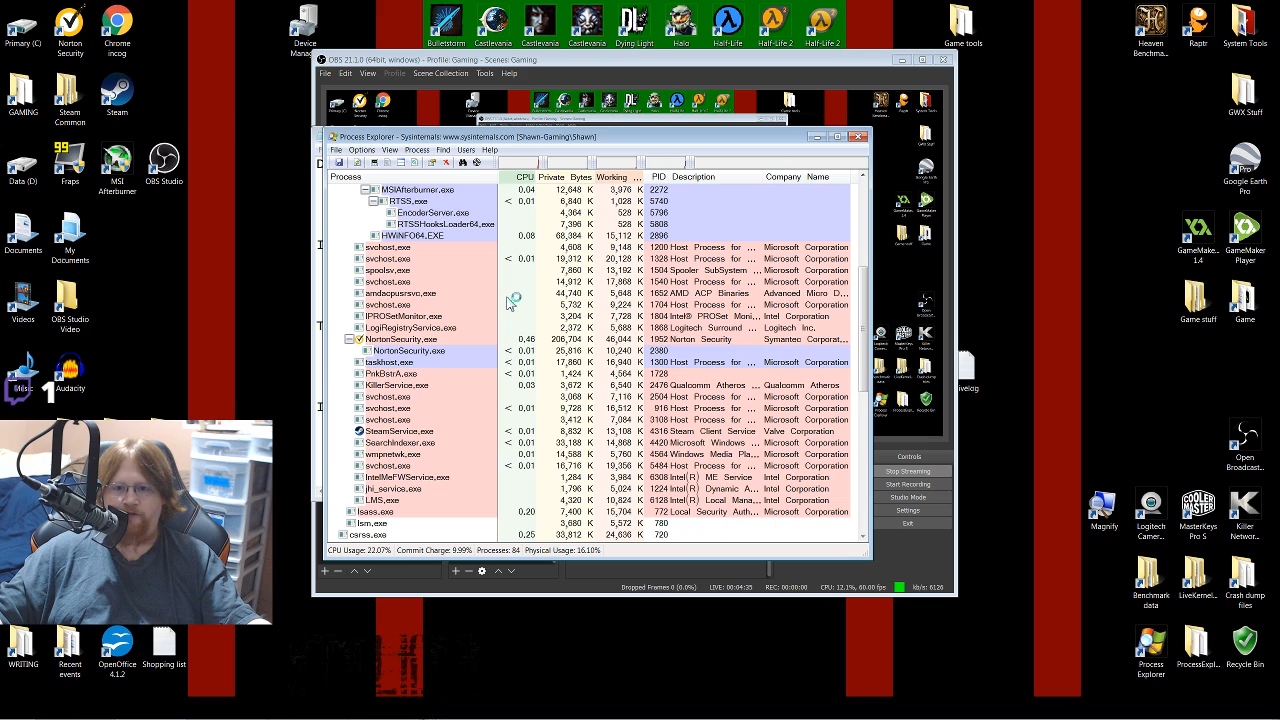 Primary (C)
Norton Security
Chrome incog
Device Manag
Bulletstorm
Castlevania
Castlevania
Castlevania
Dying Light
Halo
Half-Life
Half-Life 2
Half-Life 2
Game tools
Heaven Benchma...
Raptr
System Tools
OBS 21.1.0 (64bit, windows) - Profile: Gaming - Scenes: Gaming
File Edit View Profile Scene Collection Tools Help
GAMING
Steam Common
Steam
GWX Stuff
Process Explorer - Sysinternals: www.sysinternals.com [Shawn-Gaming\Shawn]
File Options View Process Find Users Help
Process CPU Private Bytes Working ... PID Description Company Name
MSIAfterburner.exe 0.04 12,648 K 3,976 K 2272
RTSS.exe < 0.01 6,840 K 1,028 K 5740
EncoderServer.exe 4,364 K 528 K 5796
RTSSHooksLoader64.exe 7,396 K 528 K 5808
HWiNFO64.EXE 0.08 68,384 K 15,112 K 2896
svchost.exe 4,608 K 9,148 K 1200 Host Process for ... Microsoft Corporation
svchost.exe < 0.01 19,312 K 20,128 K 1328 Host Process for ... Microsoft Corporation
spoolsv.exe 7,860 K 13,192 K 1504 Spooler SubSystem ... Microsoft Corporation
svchost.exe 14,912 K 17,868 K 1540 Host Process for ... Microsoft Corporation
amdacpusrsvc.exe 44,740 K 5,648 K 1652 AMD ACP Binaries Advanced Micro D...
svchost.exe 5,732 K 9,224 K 1704 Host Process for ... Microsoft Corporation
IPROSetMonitor.exe 3,204 K 7,728 K 1804 Intel® PROSet Moni... Intel Corporation
LogiRegistryService.exe 2,372 K 5,688 K 1868 Logitech Surround ... Logitech Inc.
NortonSecurity.exe 0.46 206,704 K 46,044 K 1952 Norton Security Symantec Corporat...
NortonSecurity.exe < 0.01 25,816 K 10,240 K 2380
taskhost.exe < 0.01 17,860 K 16,940 K 1300 Host Process for ... Microsoft Corporation
PnkBstrA.exe < 0.01 1,424 K 4,564 K 1728
KillerService.exe 0.03 3,672 K 6,540 K 2476 Qualcomm Atheros ... Qualcomm Atheros
svchost.exe 3,068 K 7,116 K 2504 Host Process for ... Microsoft Corporation
svchost.exe < 0.01 9,728 K 16,512 K 916 Host Process for ... Microsoft Corporation
svchost.exe 3,412 K 7,084 K 3108 Host Process for ... Microsoft Corporation
SteamService.exe < 0.01 8,832 K 13,108 K 4316 Steam Client Service Valve Corporation
SearchIndexer.exe < 0.01 33,188 K 14,868 K 4420 Microsoft Windows ... Microsoft Corporation
wmpnetwk.exe < 0.01 14,588 K 5,760 K 4564 Windows Media Pla... Microsoft Corporation
svchost.exe < 0.01 16,716 K 19,356 K 5484 Host Process for ... Microsoft Corporation
IntelMeFWService.exe 1,284 K 3,984 K 6308 Intel(R) ME Service Intel Corporation
jhi_service.exe 1,796 K 5,024 K 1224 Intel(R) Dynamic A... Intel Corporation
LMS.exe < 0.01 4,320 K 10,824 K 6128 Intel(R) Local Mana... Intel Corporation
lsass.exe 0.20 7,400 K 15,704 K 772 Local Security Auth... Microsoft Corporation
lsm.exe 3,680 K 5,572 K 780
csrss.exe 0.25 33,812 K 24,636 K 720
CPU Usage: 22.07% Commit Charge: 9.99% Processes: 84 Physical Usage: 16.10%
Controls
Stop Streaming
Start Recording
Studio Mode
Settings
Exit
Dropped Frames 0 (0.0%) LIVE: 00:04:35 REC: 00:00:00 CPU: 12.1%, 60.00 fps kb/s: 6126
Data (D)
99
Fraps
MSI Afterburner
OBS Studio
Google Earth Pro
Documents
My Documents
GameMake... 1.4
GameMaker Player
Videos
OBS Studio Video
Game stuff
Game
Music
1
Audacity
Open Broadcast...
Magnify
Logitech Camer...
COOLER MASTER
MasterKeys Pro S
Killer Networ...
Benchmark data
LiveKernel...
Crash dump files
WRITING
Recent events
OpenOffice 4.1.2
Shopping list
Process Explorer
ProcessExpl...
Recycle Bin